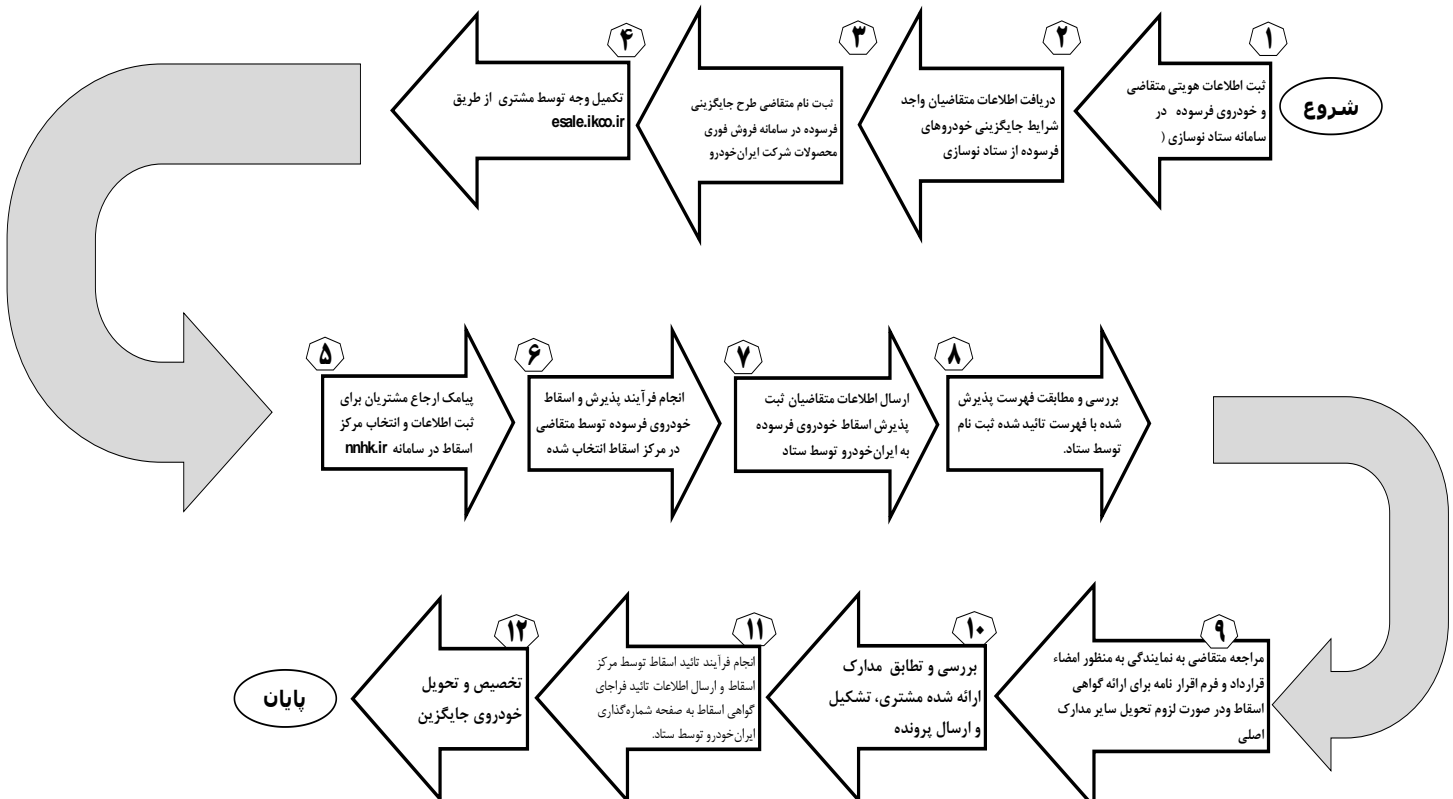 شروع
۱
ثبت اطلاعات هویتی متقاضی
و خودروی فرسوده در
سامانه ستاد نوسازی (
۲
دریافت اطلاعات متقاضیان واجد
شرایط جایگزینی خودروهای
فرسوده از ستاد نوسازی
۳
ثبت نام متقاضی طرح جایگزینی
فرسوده در سامانه فروش فوری
محصولات شرکت ایران‌خودرو
۴
تکمیل وجه توسط مشتری از طریق
esale.ikco.ir
۵
پیامک ارجاع مشتریان برای
ثبت اطلاعات و انتخاب مرکز
اسقاط در سامانه nnhk.ir
۶
انجام فرآیند پذیرش و اسقاط
خودروی فرسوده توسط متقاضی
در مرکز اسقاط انتخاب شده
۷
ارسال اطلاعات متقاضیان ثبت
پذیرش اسقاط خودروی فرسوده
به ایران‌خودرو توسط ستاد
۸
بررسی و مطابقت فهرست پذیرش
شده با فهرست تائید شده ثبت نام
توسط ستاد.
۹
مراجعه متقاضی به نمایندگی به منظور امضاء
قرارداد و فرم اقرار نامه برای ارائه گواهی
اسقاط ودر صورت لزوم تحویل سایر مدارک
اصلی
۱۰
بررسی و تطابق مدارک
ارائه شده مشتری، تشکیل
و ارسال پرونده
۱۱
انجام فرآیند تائید اسقاط توسط مرکز
اسقاط و ارسال اطلاعات تائید فراجای
گواهی اسقاط به صفحه شماره‌گذاری
ایران‌خودرو توسط ستاد.
۱۲
تخصیص و تحویل
خودروی جایگزین
پایان